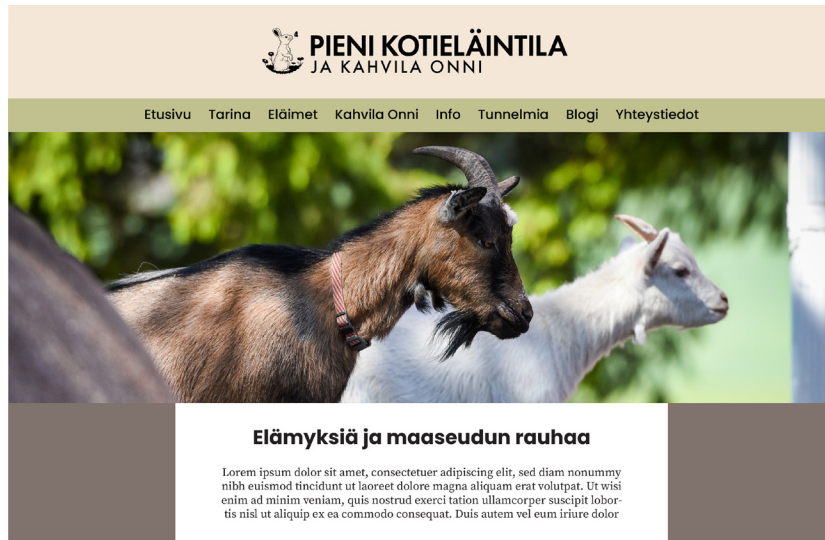 PIENI KOTIELÄINTILA
JA KAHVILA ONNI
Etusivu Tarina Eläimet Kahvila Onni Info Tunnelmia Blogi Yhteystiedot
Elämyksiä ja maaseudun rauhaa
Lorem ipsum dolor sit amet, consectetuer adipiscing elit, sed diam nonummy
nibh euismod tincidunt ut laoreet dolore magna aliquam erat volutpat. Ut wisi
enim ad minim veniam, quis nostrud exerci tation ullamcorper suscipit lobor-
tis nisl ut aliquip ex ea commodo consequat. Duis autem vel eum iriure dolor